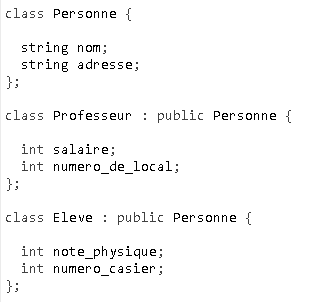 class Personne {
  string nom;
  string adresse;
};
class Professeur : public Personne {
  int salaire;
  int numero_de_local;
};
class Eleve : public Personne {
  int note_physique;
  int numero_casier;
};